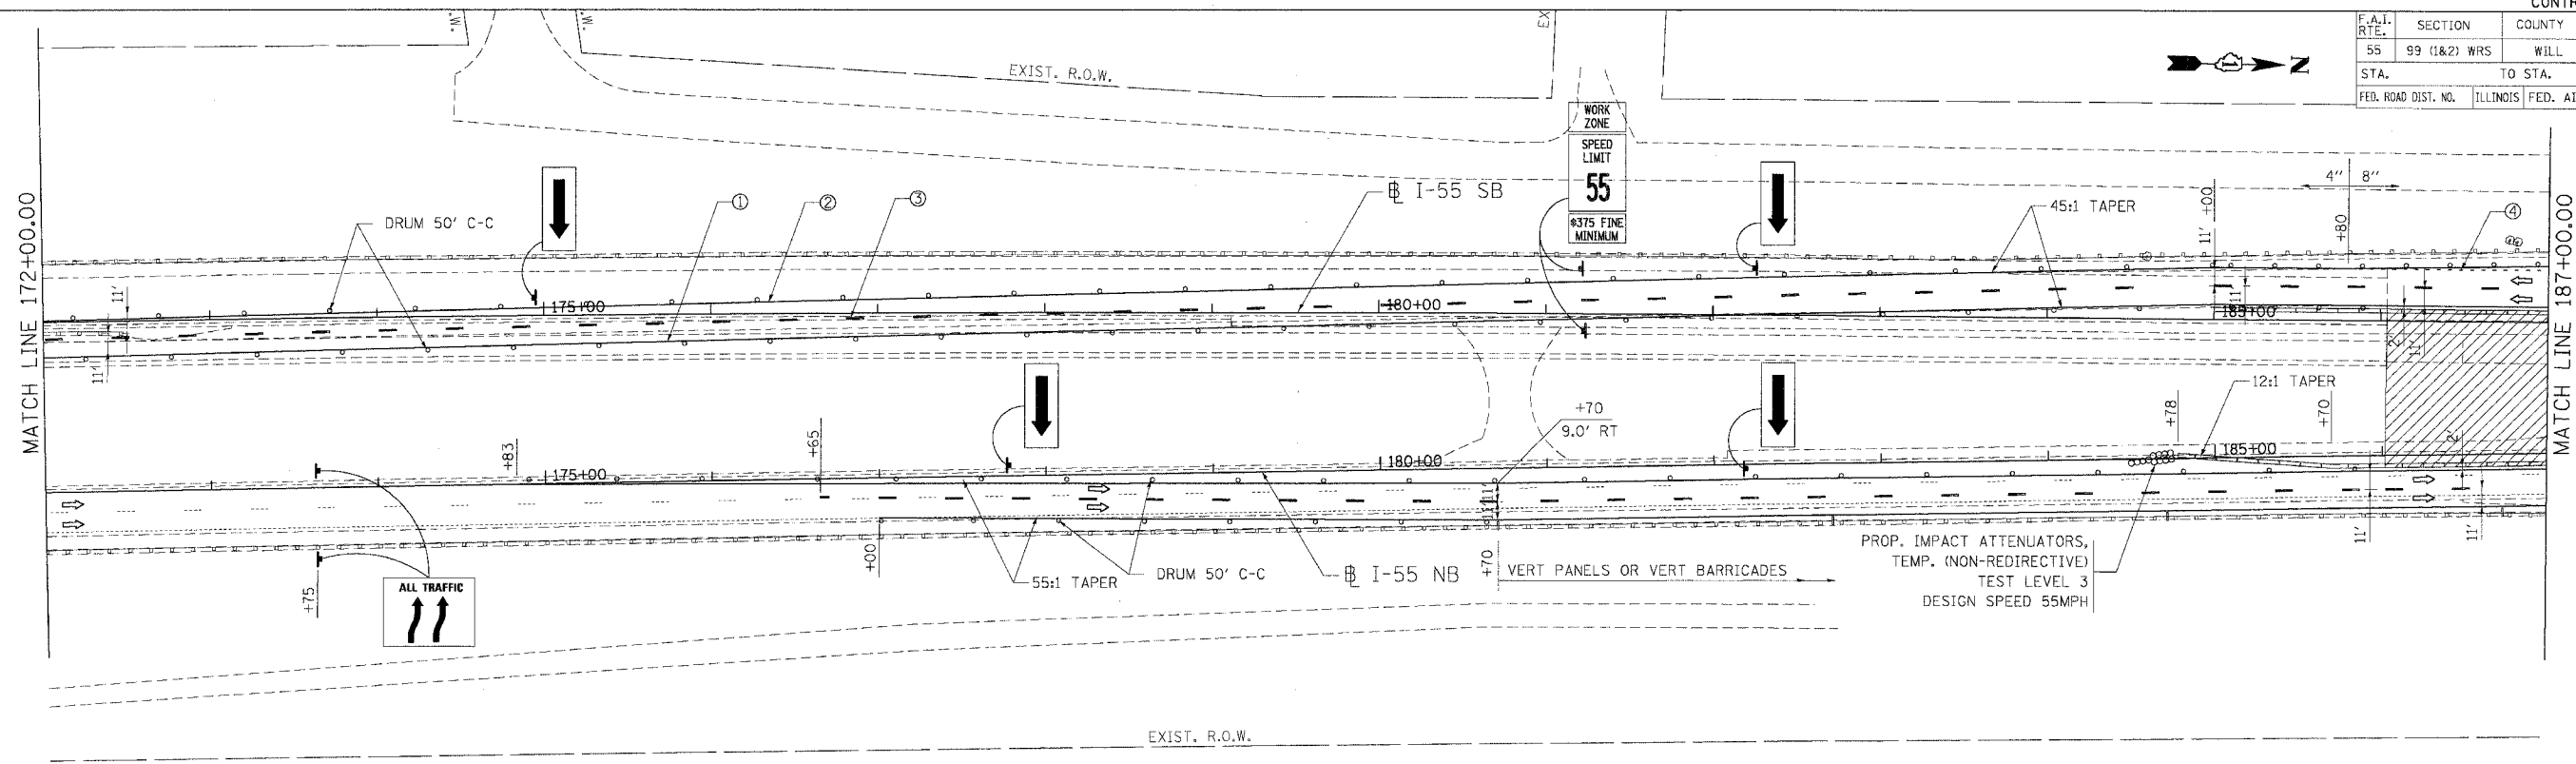 CONTR
F.A.I. RTE. SECTION COUNTY
55 99 (1&2) WRS WILL
STA. TO STA.
FED. ROAD DIST. NO. ILLINOIS FED. AI
N
EX
EXIST. R.O.W.
WORK
ZONE
SPEED
LIMIT
55
$375 FINE
MINIMUM
DRUM 50' C-C
1
2
3
I-55 SB
45:1 TAPER
+00
11'
+80
4" 8"
4
MATCH LINE 172+00.00
MATCH LINE 187+00.00
11'
11'
175+00
180+00
185+00
11'
2'
11'
12:1 TAPER
+70
9.0' RT
+83
+65
+78
+70
175+00
180+00
185+00
2'
11'
11'
+75
ALL TRAFFIC
+00
55:1 TAPER
DRUM 50' C-C
I-55 NB
+70
VERT PANELS OR VERT BARRICADES
PROP. IMPACT ATTENUATORS,
TEMP. (NON-REDIRECTIVE)
TEST LEVEL 3
DESIGN SPEED 55MPH
11'
11'
EXIST. R.O.W.